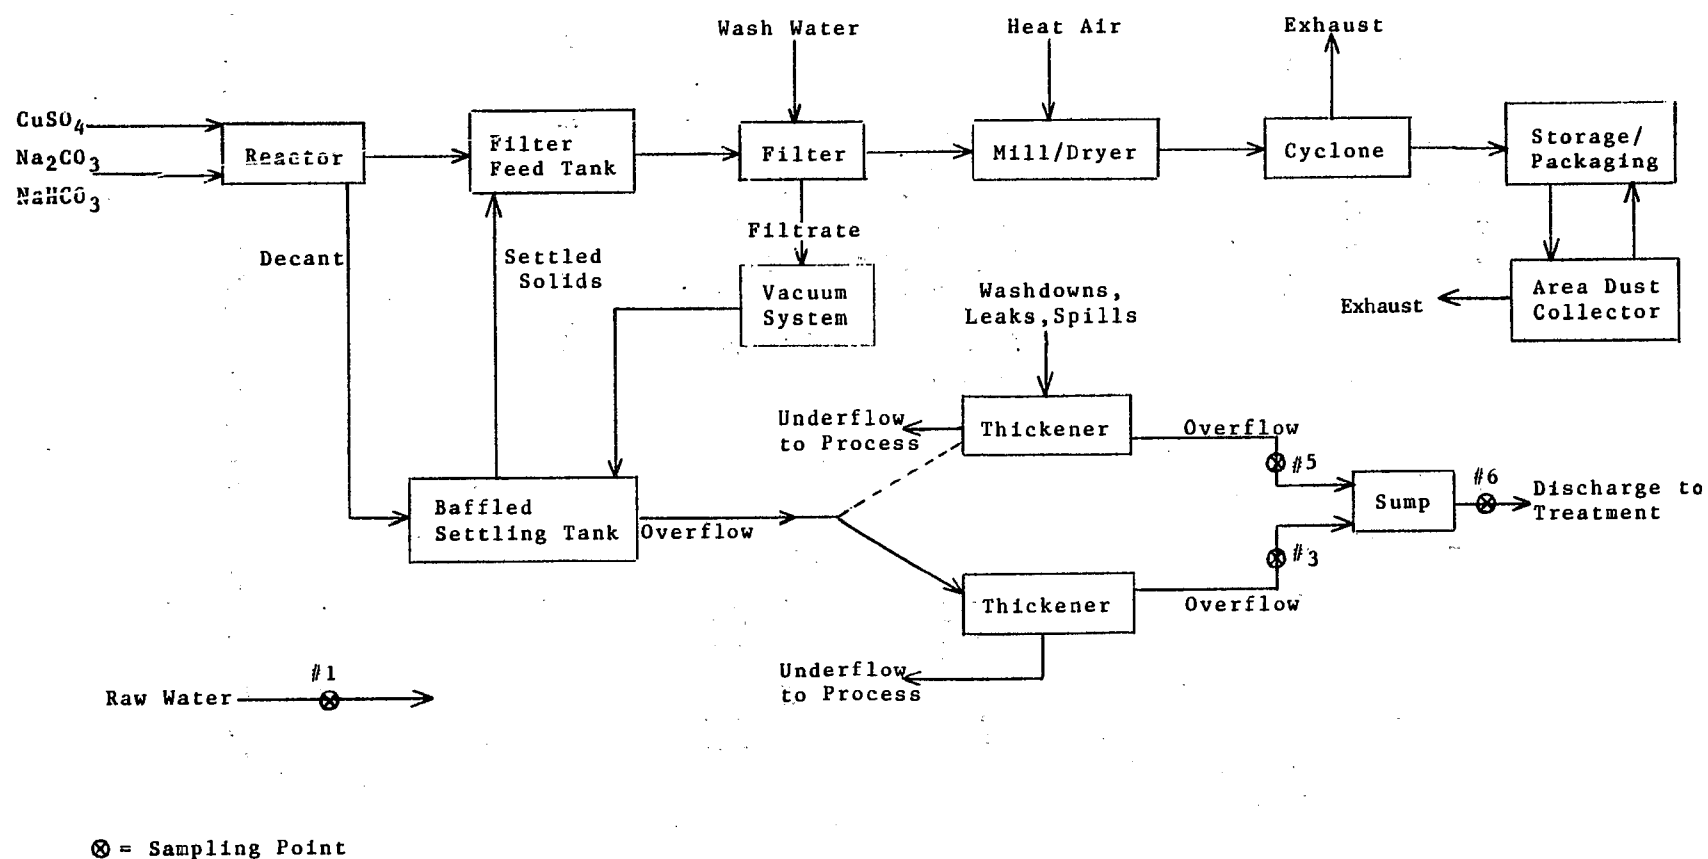 Wash Water
Heat Air
Exhaust
CuSO4
Na2CO3
NaHCO3
Reactor
Filter
Feed Tank
Filter
Mill/Dryer
Cyclone
Storage/
Packaging
Decant
Settled
Solids
Filtrate
Vacuum
System
Washdowns,
Leaks,Spills
Exhaust
Area Dust
Collector
Underflow
to Process
Thickener
Overflow
#5
Baffled
Settling Tank
Overflow
Sump
#6
Discharge to
Treatment
#3
Thickener
Overflow
Underflow
to Process
#1
Raw Water
⊗ = Sampling Point